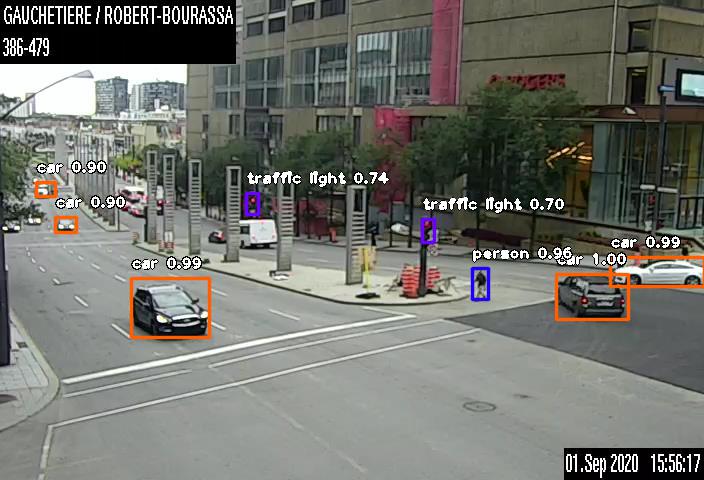 GAUCHETIERE / ROBERT-BOURASSA
386-479
ROGERS
car 0.90
traffic light 0.74
car 0.90
traffic light 0.70
car 0.99
person 0.96
car 1.00
car 0.99
01.Sep 2020 15:56:17